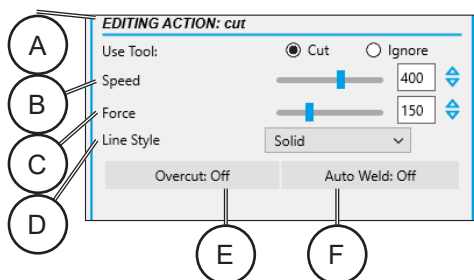 EDITING ACTION: cut
A
Use Tool: Cut Ignore
B Speed 400
C Force 150
D Line Style Solid
Overcut: Off Auto Weld: Off
E F